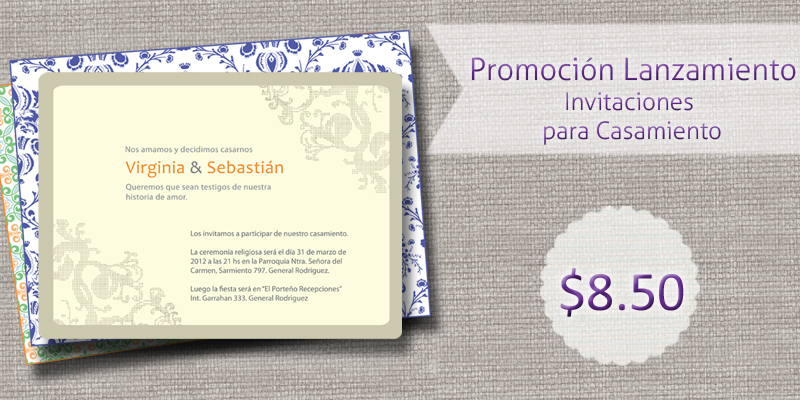 Nos amamos y decidimos casarnos
Virginia & Sebastián
Queremos que sean testigos de nuestra
historia de amor.
Los invitamos a participar de nuestro casamiento.
La ceremonia religiosa será el día 31 de marzo de
2012 a las 21 hs en la Parroquia Ntra. Señora del
Carmen, Sarmiento 797. General Rodriguez.
Luego la fiesta será en “El Porteño Recepciones”
Int. Garrahan 333. General Rodriguez
Promoción Lanzamiento
Invitaciones
para Casamiento
$8.50